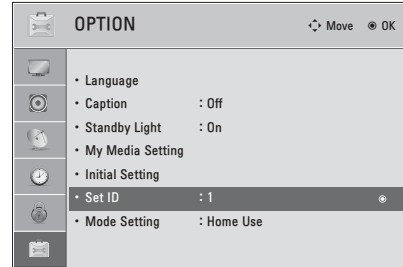 OPTION
Move OK
• Language
• Caption : Off
• Standby Light : On
• My Media Setting
• Initial Setting
• Set ID : 1
• Mode Setting : Home Use